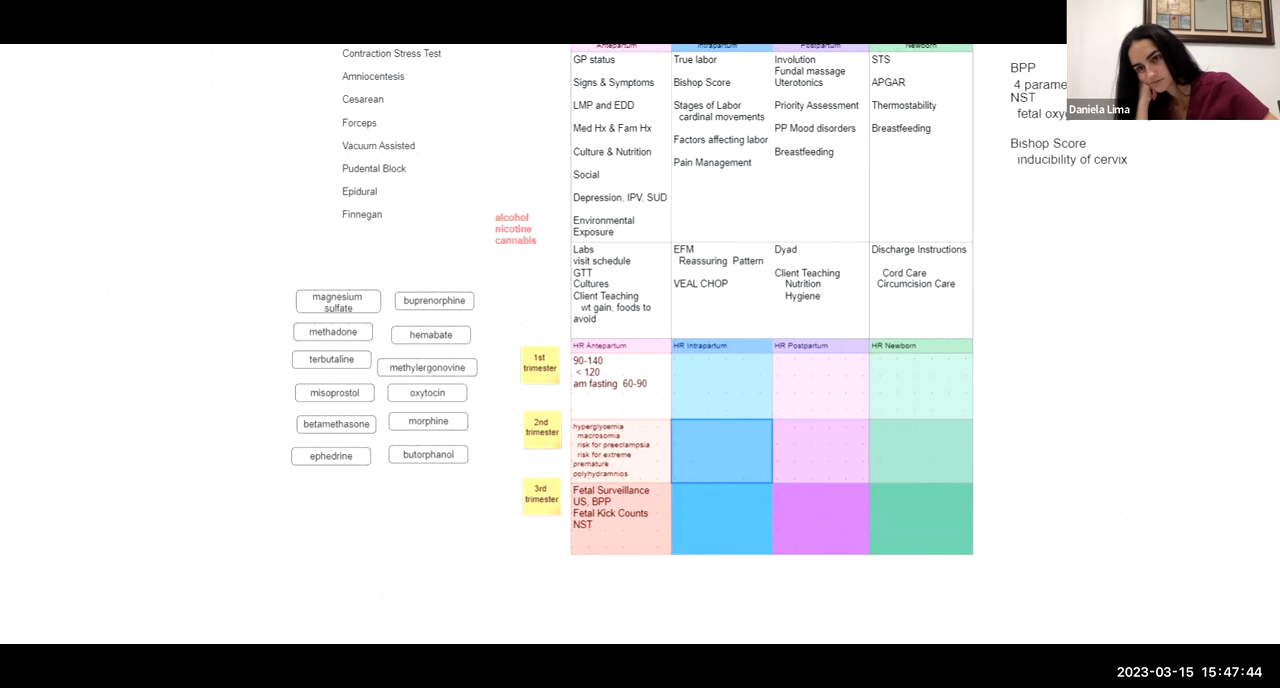 Contraction Stress Test
Amniocentesis
Cesarean
Forceps
Vacuum Assisted
Pudental Block
Epidural
Finnegan
alcohol
nicotine
cannabis
magnesium
sulfate
buprenorphine
methadone
hemabate
terbutaline
methylergonovine
misoprostol
oxytocin
betamethasone
morphine
ephedrine
butorphanol
1st
trimester
2nd
trimester
3rd
trimester
Antepartum
Intrapartum
Postpartum
Newborn
GP status
Signs & Symptoms
LMP and EDD
Med Hx & Fam Hx
Culture & Nutrition
Social
Depression, IPV, SUD
Environmental
Exposure
True labor
Bishop Score
Stages of Labor
cardinal movements
Factors affecting labor
Pain Management
Involution
Fundal massage
Uterotonics
Priority Assessment
PP Mood disorders
Breastfeeding
STS
APGAR
Thermostability
Breastfeeding
Labs
visit schedule
GTT
Cultures
Client Teaching
wt gain, foods to
avoid
EFM
Reassuring Pattern
VEAL CHOP
Dyad
Client Teaching
Nutrition
Hygiene
Discharge Instructions
Cord Care
Circumcision Care
HR Antepartum
HR Intrapartum
HR Postpartum
HR Newborn
90-140
< 120
am fasting 60-90
hyperglyoemia
macrosomia
risk for preeclampsia
risk for extreme
premature
polyhydramnios
Fetal Surveillance
US, BPP
Fetal Kick Counts
NST
BPP
4 parame
NST
fetal oxy
Bishop Score
inducibility of cervix
Daniela Lima
2023-03-15 15:47:44